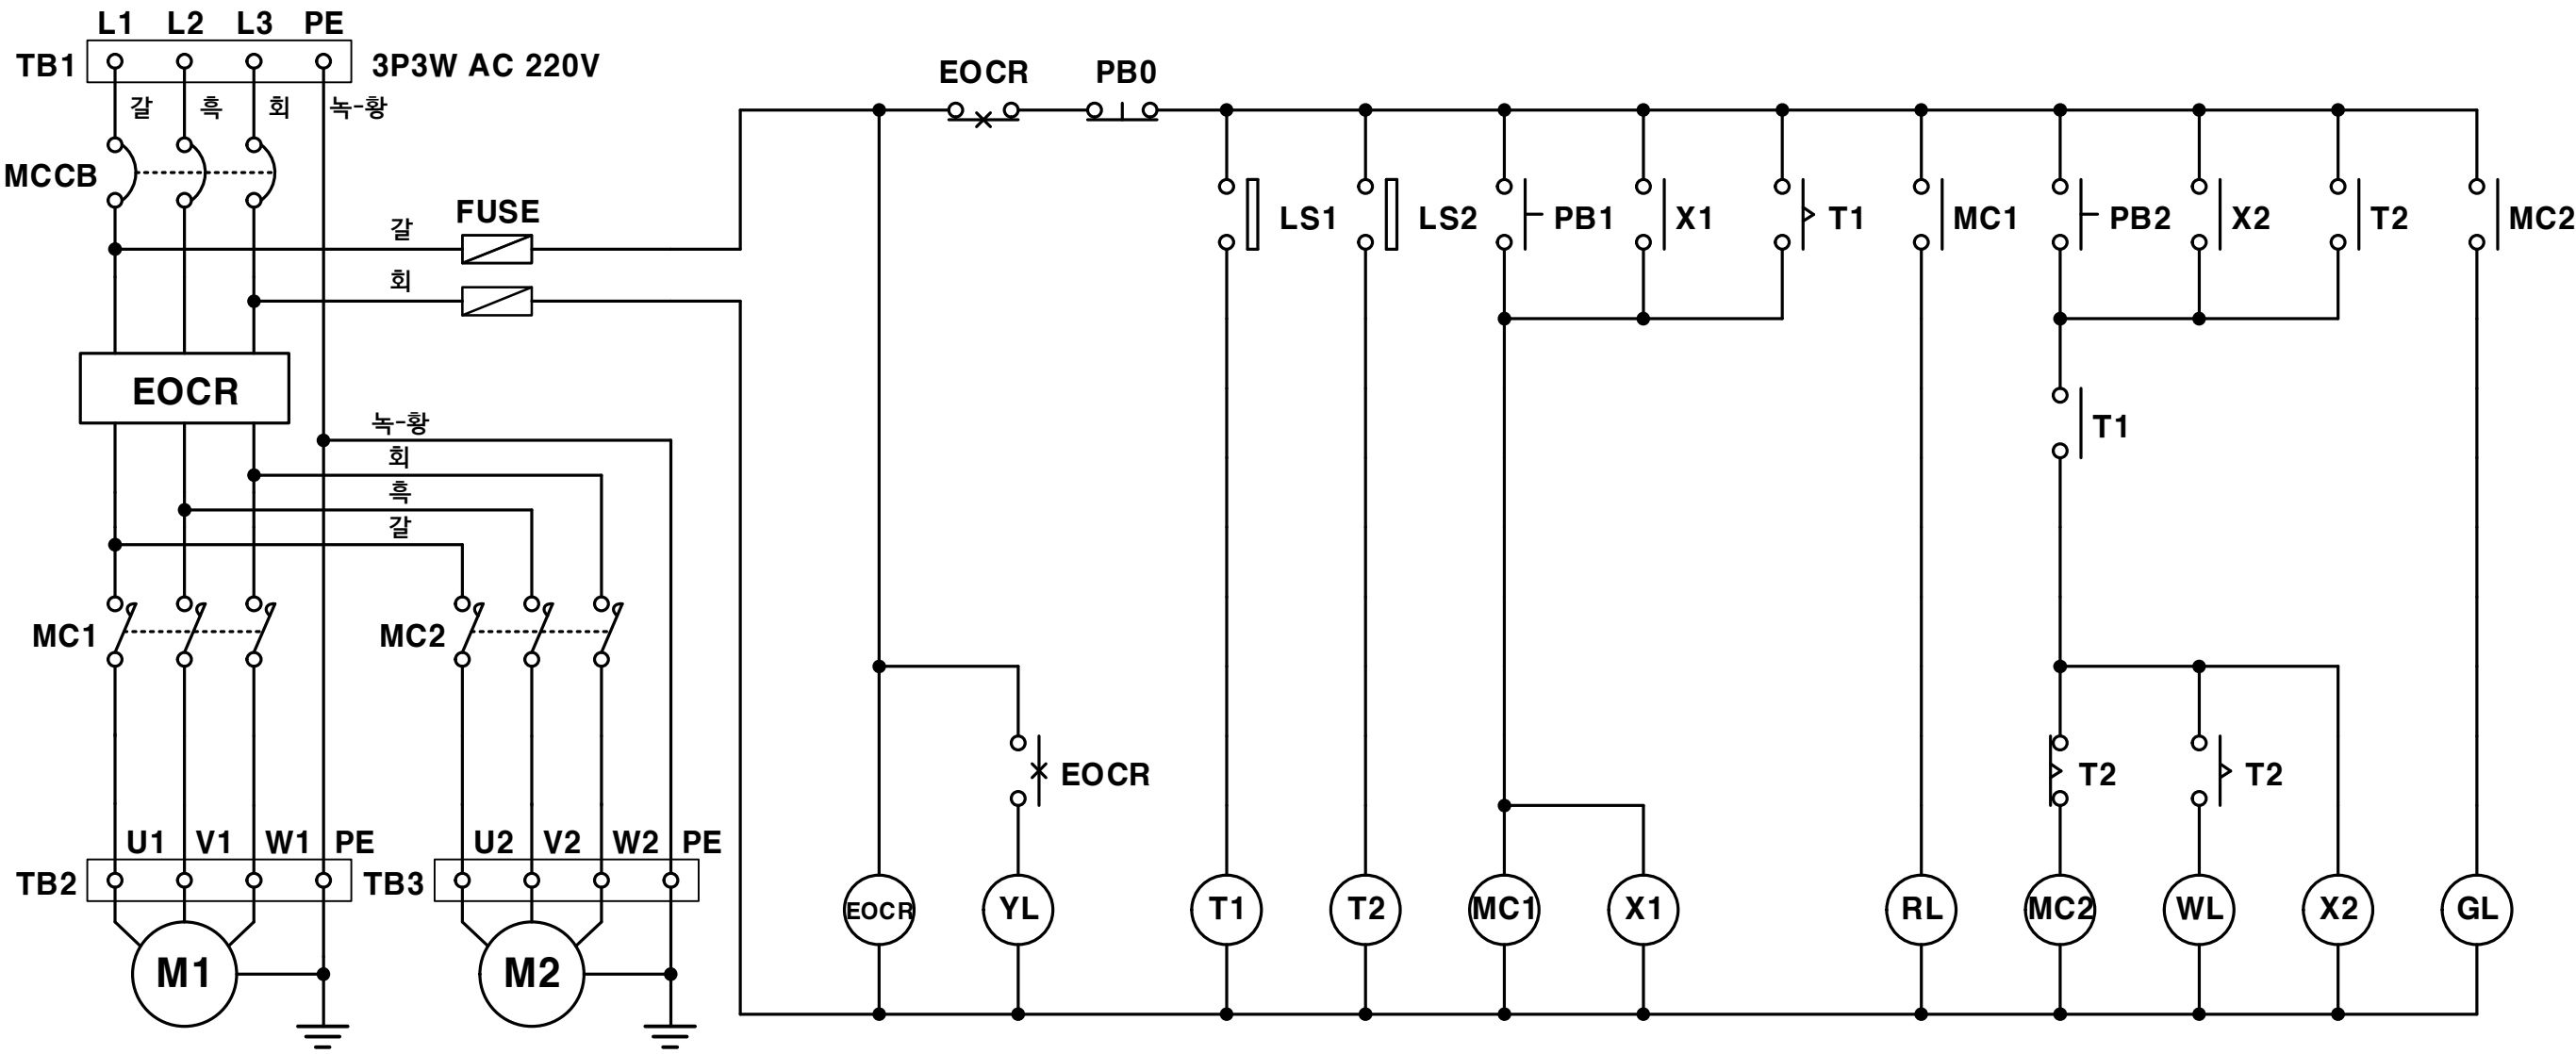 L1 L2 L3 PE
TB1 3P3W AC 220V
갈 흑 회 녹-황
MCCB
갈 FUSE
회
EOCR
녹-황
회
흑
갈
MC1 MC2
U1 V1 W1 PE U2 V2 W2 PE
TB2 TB3
M1 M2
EOCR PB0
LS1 LS2 PB1 X1 T1 MC1 PB2 X2 T2 MC2
T1
EOCR T2 T2
EOCR YL T1 T2 MC1 X1 RL MC2 WL X2 GL